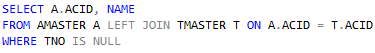 SELECT A.ACID, NAME
FROM AMASTER A LEFT JOIN TMASTER T ON A.ACID = T.ACID
WHERE TNO IS NULL